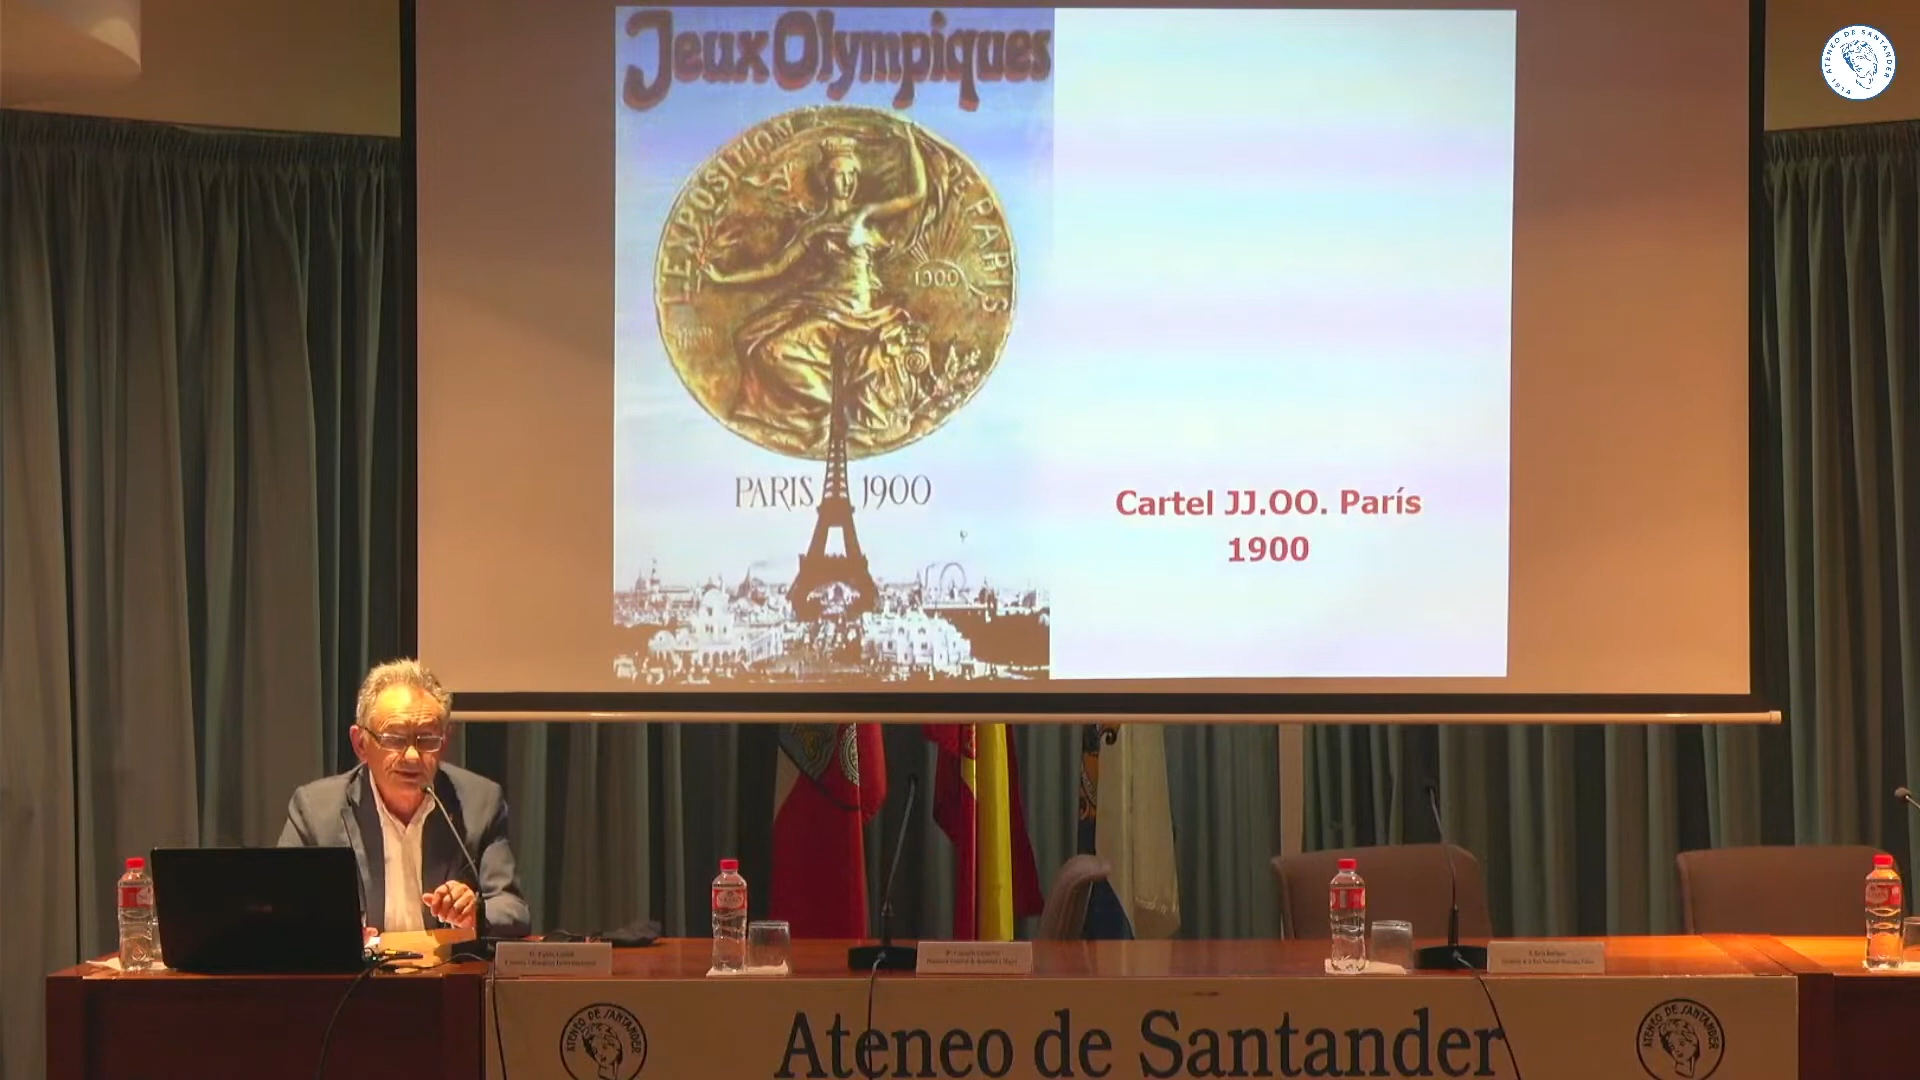 Jeux Olympiques
L'EXPOSITION DE PARIS
1900
PARIS 1900
Cartel JJ.OO. París
1900
ATENEO DE SANTANDER
1914
ATENEO DE SANTANDER
Ateneo de Santander
ATENEO DE SANTANDER